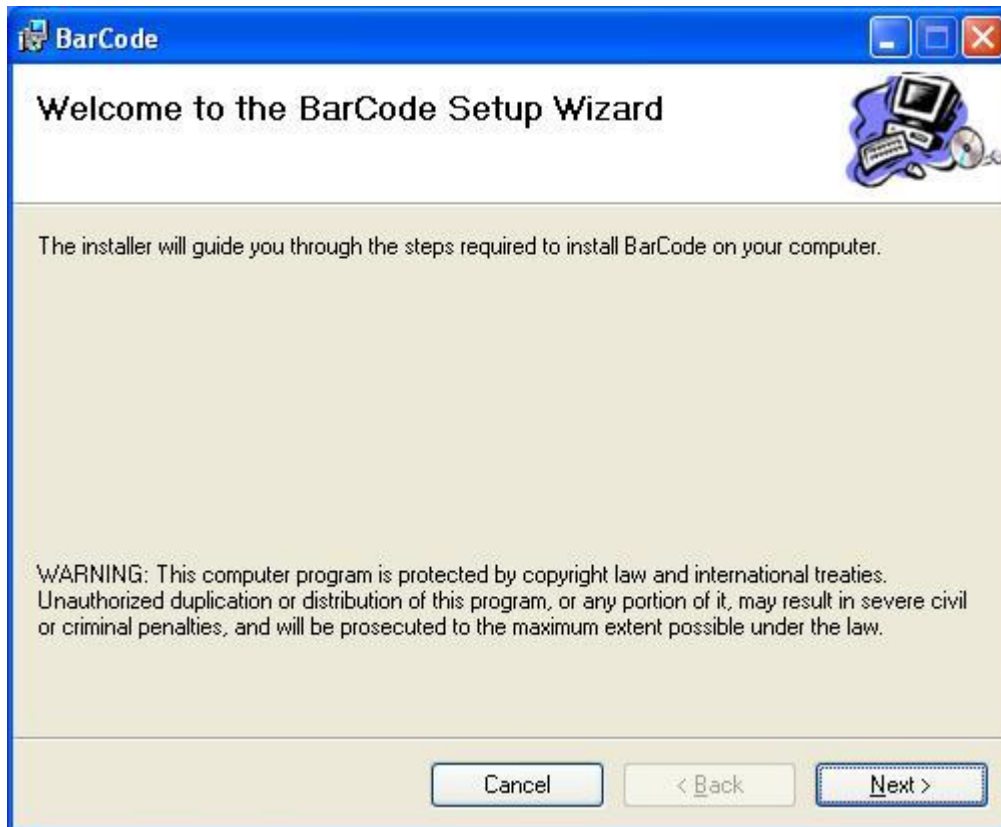 BarCode
Welcome to the BarCode Setup Wizard
The installer will guide you through the steps required to install BarCode on your computer.
WARNING: This computer program is protected by copyright law and international treaties.
Unauthorized duplication or distribution of this program, or any portion of it, may result in severe civil
or criminal penalties, and will be prosecuted to the maximum extent possible under the law.
Cancel < Back Next >